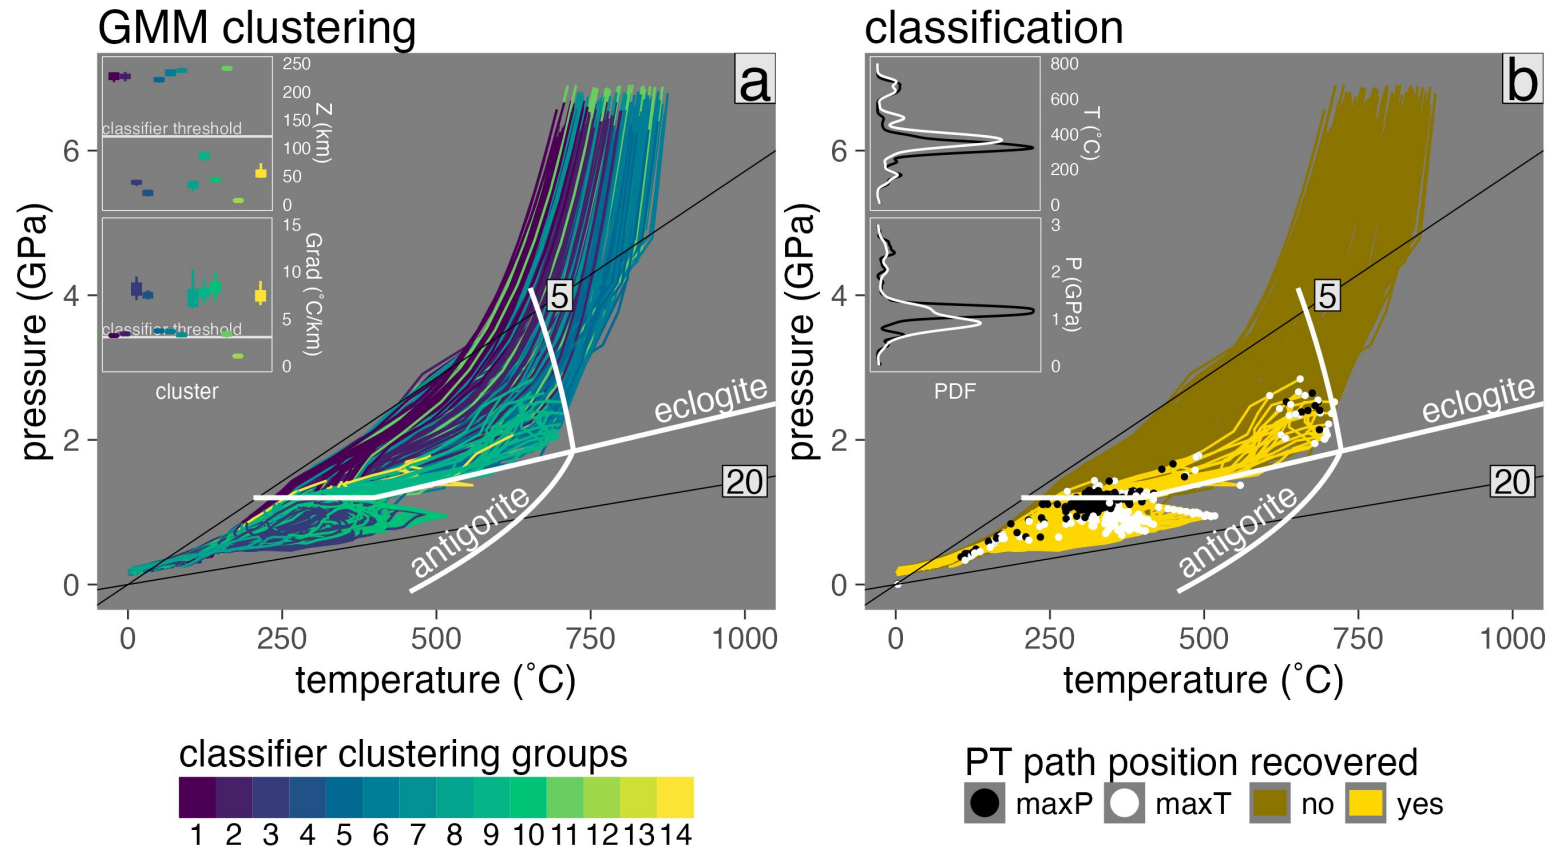 GMM clustering
a
250
200
150
100
50
0
Z (km)
classifier threshold
15
10
5
0
Grad (˚C/km)
classifier threshold
cluster
5
20
eclogite
antigorite
6
4
2
0
pressure (GPa)
0 250 500 750 1000
temperature (˚C)
classifier clustering groups
1 2 3 4 5 6 7 8 9 10 11 12 13 14
classification
b
800
600
400
200
0
T (˚C)
3
2
1
0
P (GPa)
PDF
5
20
eclogite
antigorite
6
4
2
0
pressure (GPa)
0 250 500 750 1000
temperature (˚C)
PT path position recovered
maxP maxT no yes